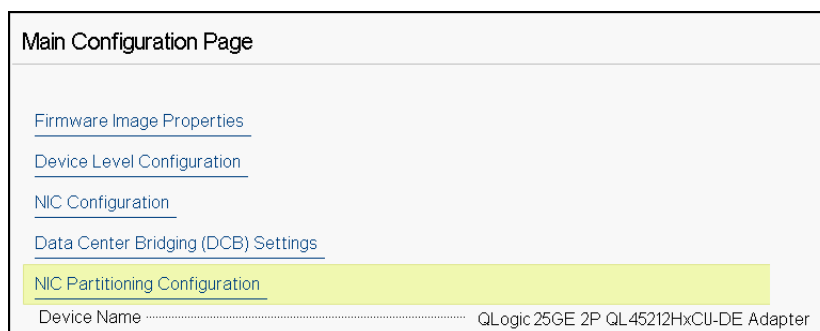 Main Configuration Page
Firmware Image Properties
Device Level Configuration
NIC Configuration
Data Center Bridging (DCB) Settings
NIC Partitioning Configuration
Device Name QLogic 25GE 2P QL45212HxCU-DE Adapter